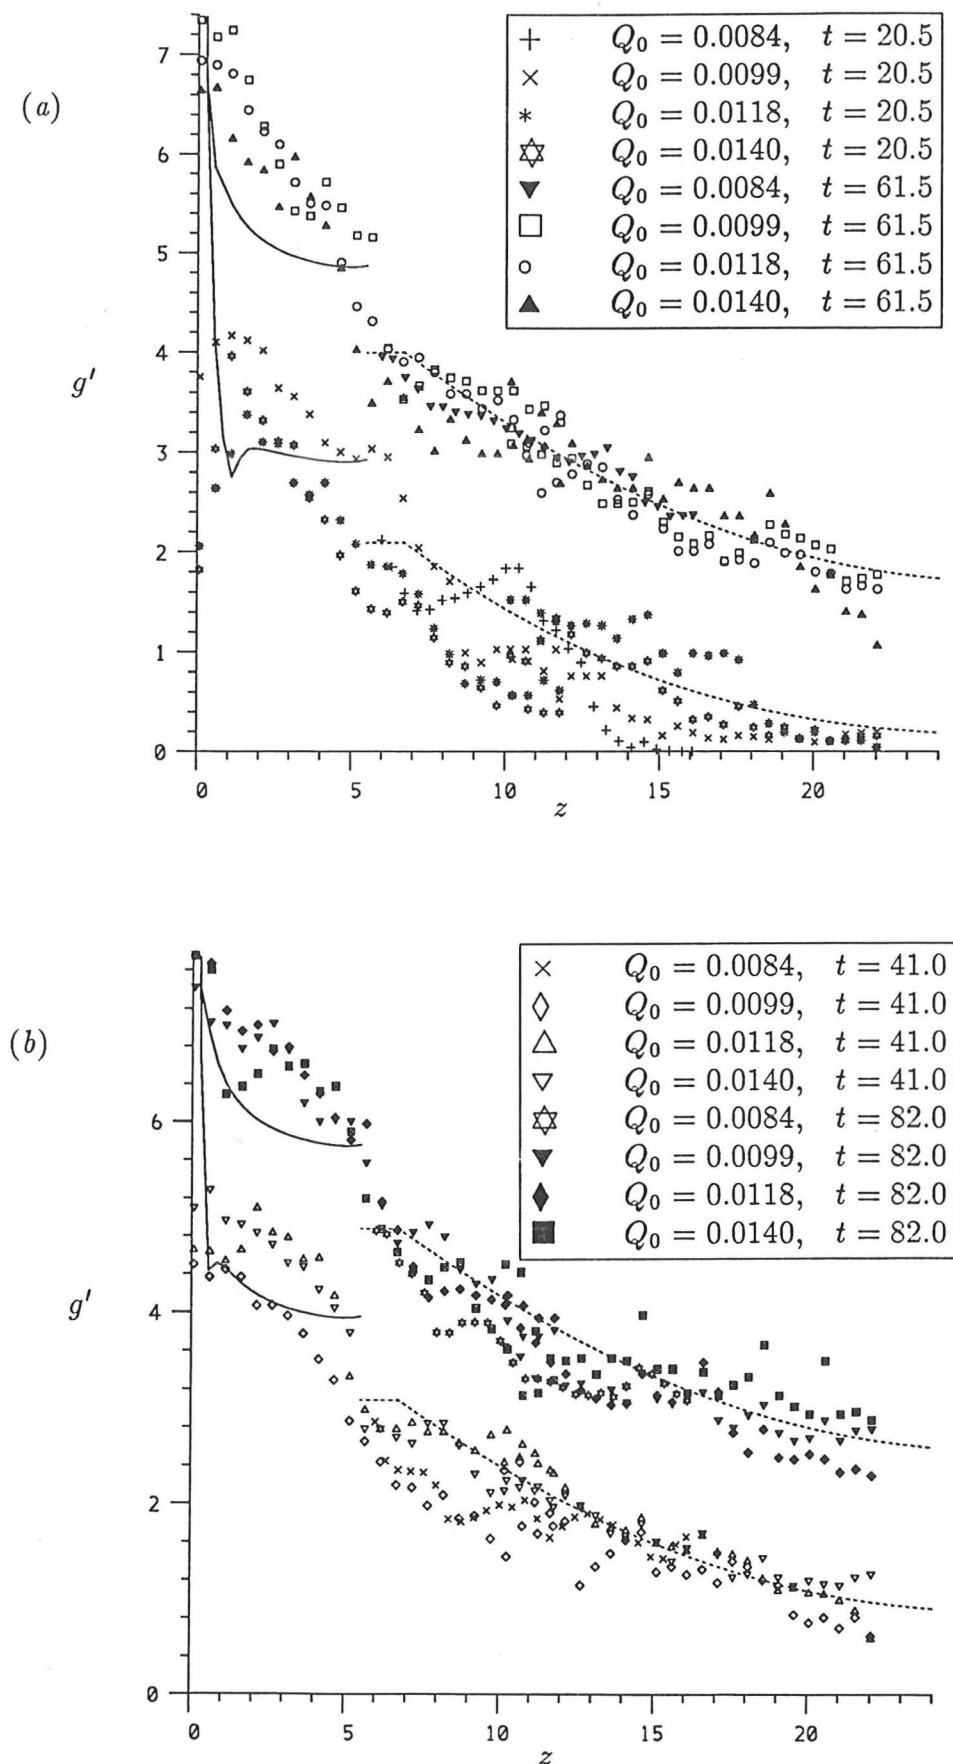 (a)
7
6
5
4
3
2
1
0
g′
0 5 10 15 20
z
Q₀ = 0.0084, t = 20.5
Q₀ = 0.0099, t = 20.5
Q₀ = 0.0118, t = 20.5
Q₀ = 0.0140, t = 20.5
Q₀ = 0.0084, t = 61.5
Q₀ = 0.0099, t = 61.5
Q₀ = 0.0118, t = 61.5
Q₀ = 0.0140, t = 61.5
(b)
6
4
2
0
g′
0 5 10 15 20
z
Q₀ = 0.0084, t = 41.0
Q₀ = 0.0099, t = 41.0
Q₀ = 0.0118, t = 41.0
Q₀ = 0.0140, t = 41.0
Q₀ = 0.0084, t = 82.0
Q₀ = 0.0099, t = 82.0
Q₀ = 0.0118, t = 82.0
Q₀ = 0.0140, t = 82.0